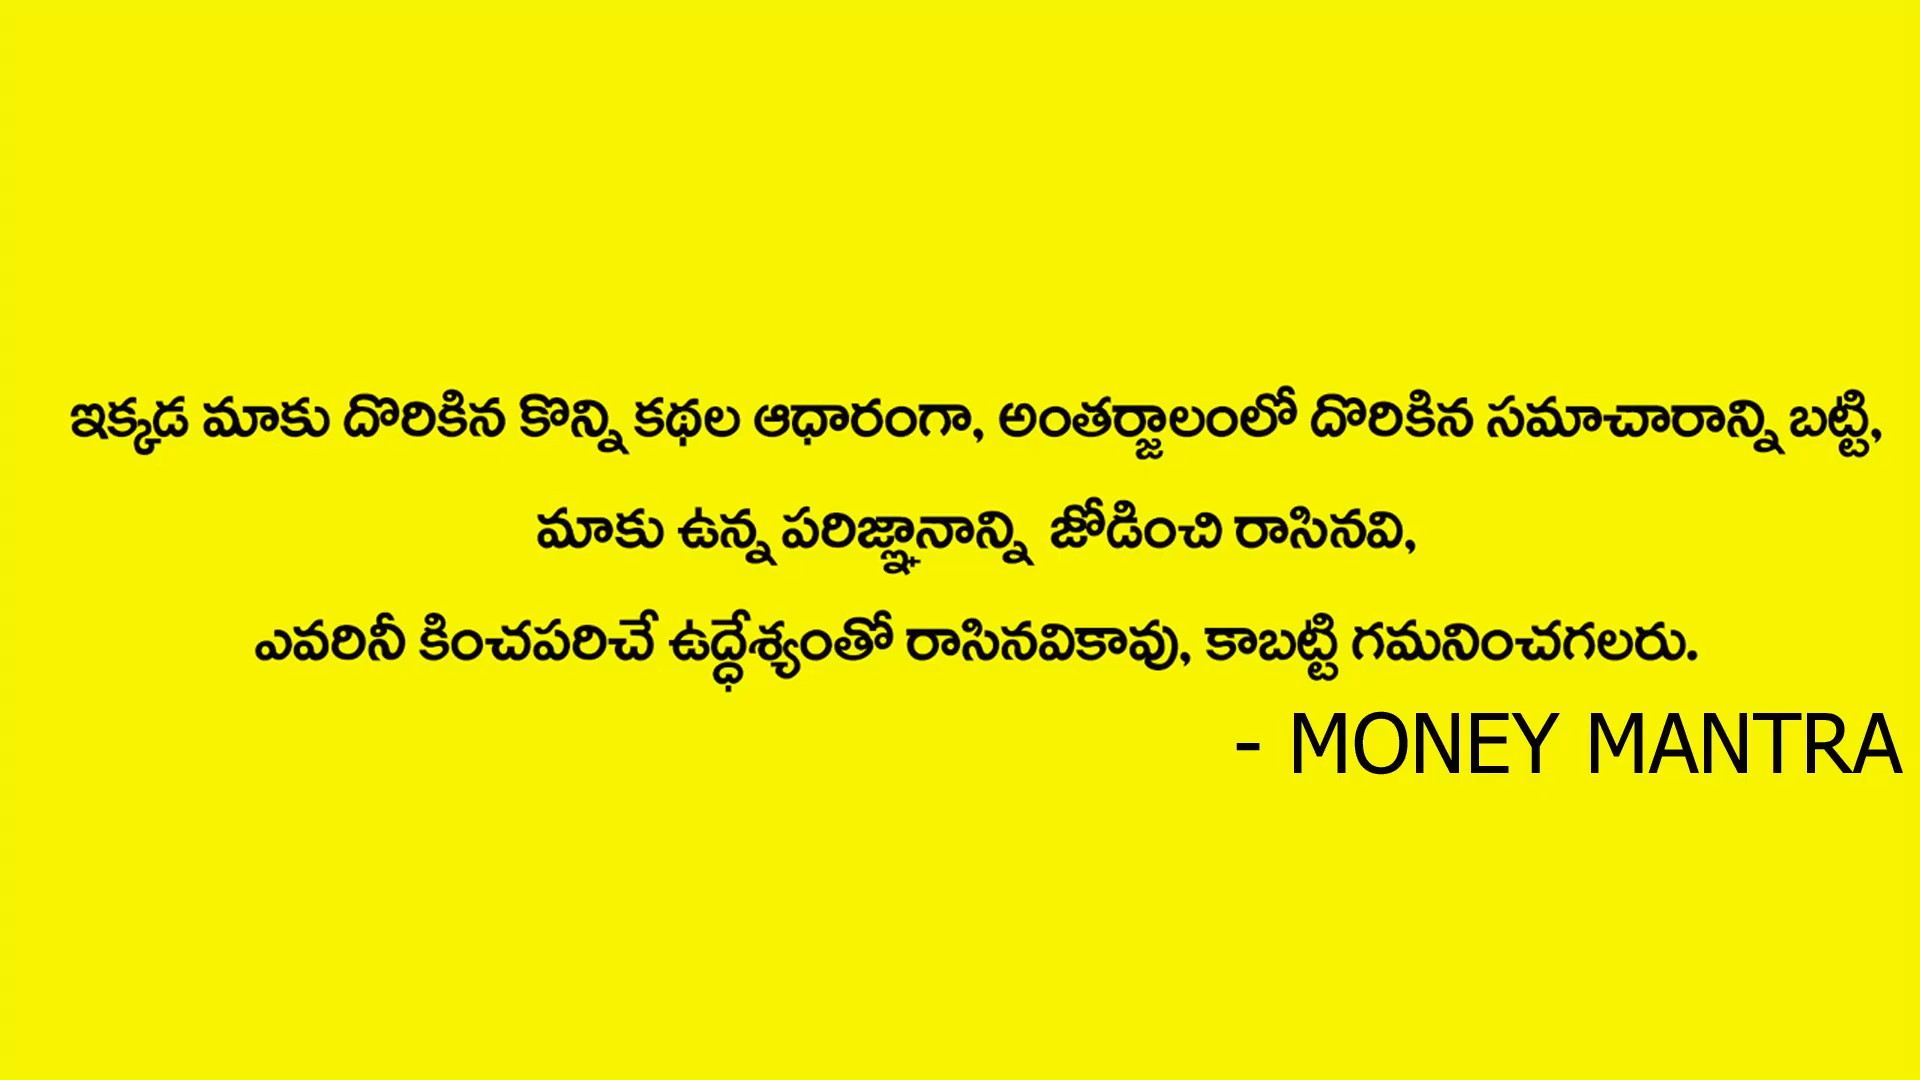 ఇక్కడ మాకు దొరికిన కొన్ని కథల ఆధారంగా, అంతర్జాలంలో దొరికిన సమాచారాన్ని బట్టి,
మాకు ఉన్న పరిజ్ఞానాన్ని జోడించి రాసినవి,
ఎవరినీ కించపరిచే ఉద్ధేశ్యంతో రాసినవికావు, కాబట్టి గమనించగలరు.
- MONEY MANTRA